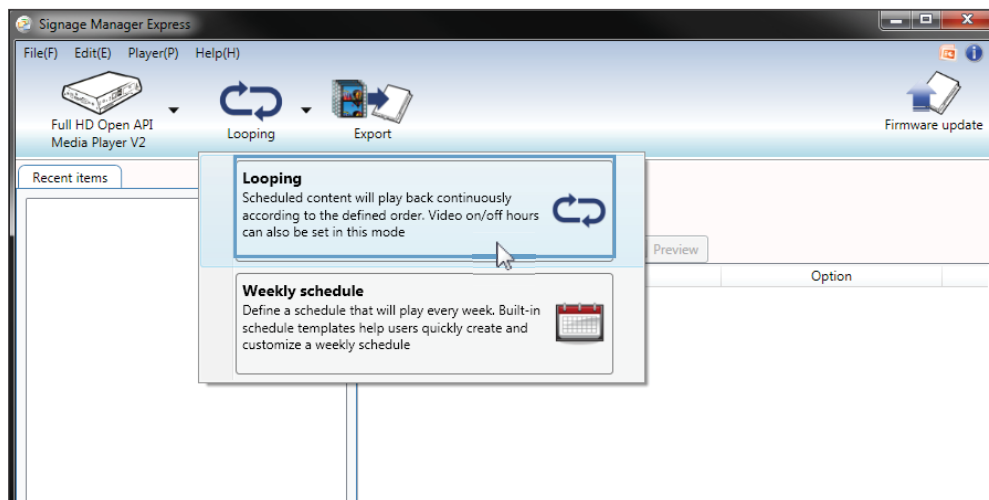 Signage Manager Express
File(F) Edit(E) Player(P) Help(H)
Full HD Open API
Media Player V2
Looping
Export
Firmware update
Recent items
Looping
Scheduled content will play back continuously
according to the defined order. Video on/off hours
can also be set in this mode
Preview
Option
Weekly schedule
Define a schedule that will play every week. Built-in
schedule templates help users quickly create and
customize a weekly schedule